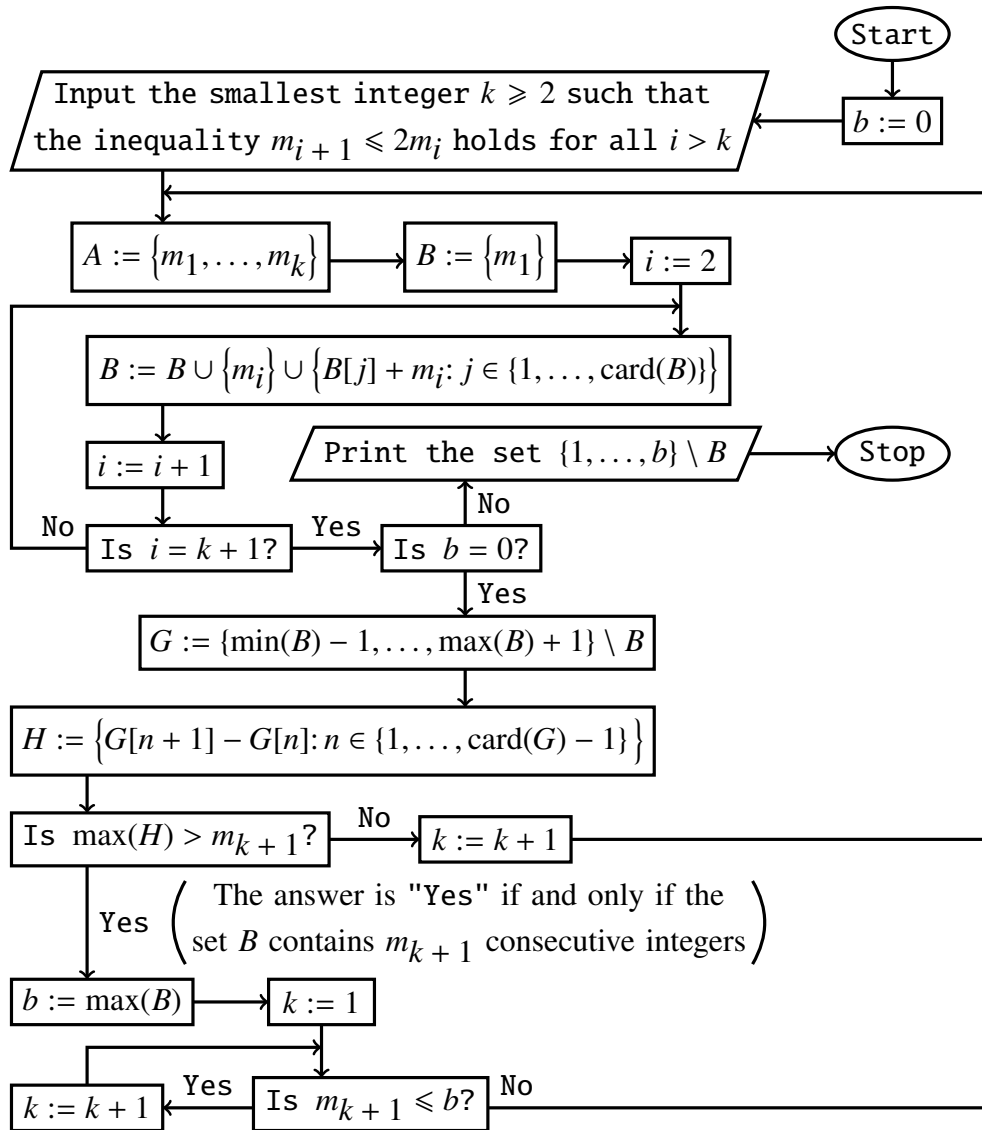 Start
Input the smallest integer k ⩾ 2 such that
the inequality m_{i + 1} ⩽ 2m_i holds for all i > k
b := 0
A := {m_1, . . . , m_k}
B := {m_1}
i := 2
B := B ∪ {m_i} ∪ {B[j] + m_i : j ∈ {1, . . . , card(B)}}
i := i + 1
Print the set {1, . . . , b} \ B
Stop
No
Is i = k + 1?
Yes
Is b = 0?
No
Yes
G := {min(B) − 1, . . . , max(B) + 1} \ B
H := {G[n + 1] − G[n] : n ∈ {1, . . . , card(G) − 1}}
Is max(H) > m_{k + 1}?
No
k := k + 1
Yes
The answer is "Yes" if and only if the
set B contains m_{k + 1} consecutive integers
b := max(B)
k := 1
k := k + 1
Yes
Is m_{k + 1} ⩽ b?
No